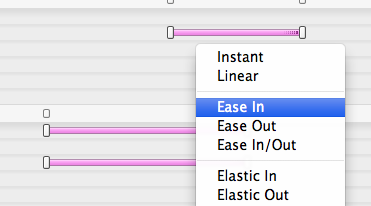 Instant
Linear
Ease In
Ease Out
Ease In/Out
Elastic In
Elastic Out